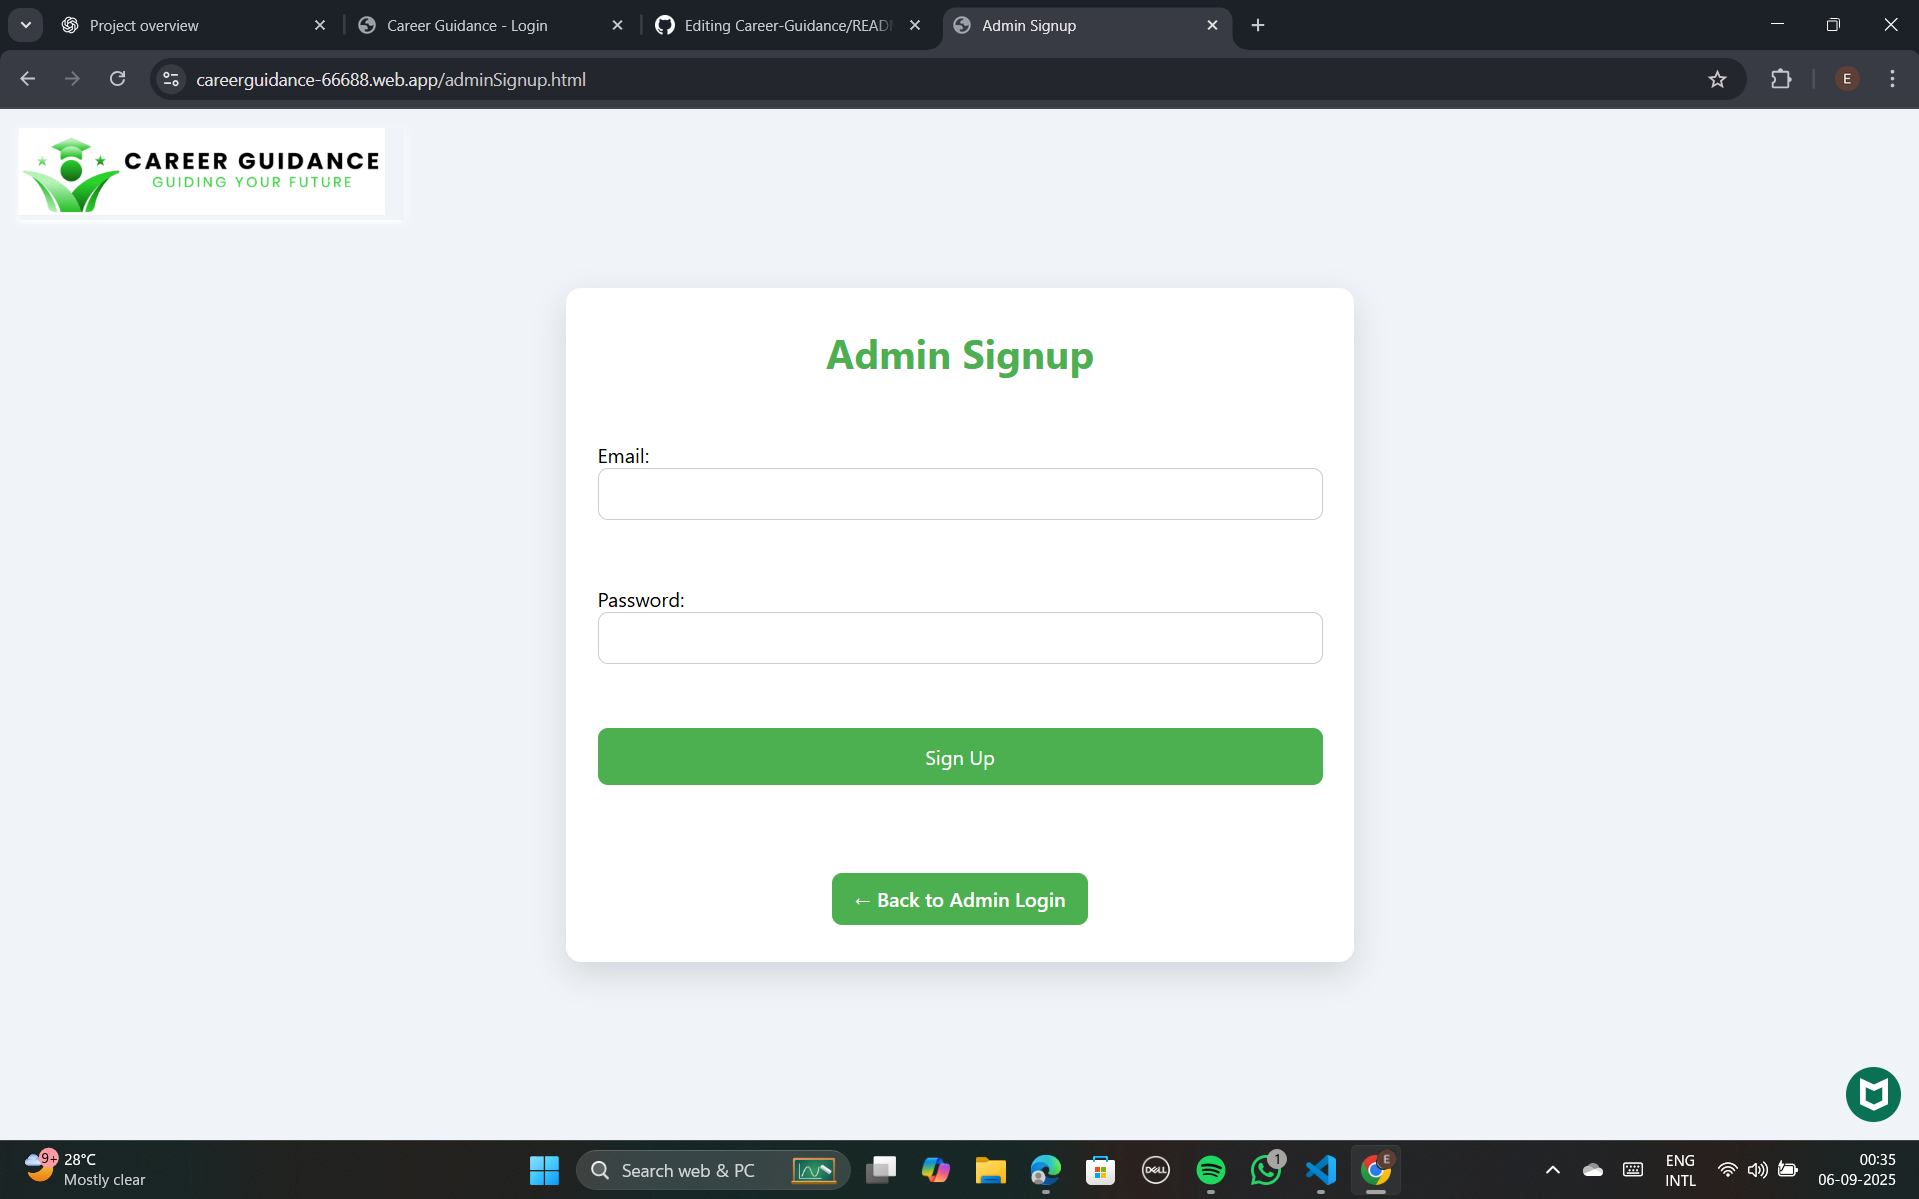 Project overview
Career Guidance - Login
Editing Career-Guidance/READ
Admin Signup
careerguidance-66688.web.app/adminSignup.html
E
CAREER GUIDANCE
GUIDING YOUR FUTURE
Admin Signup
Email:
Password:
Sign Up
← Back to Admin Login
9+
28°C
Mostly clear
Search web & PC
DELL
1
E
ENG
INTL
00:35
06-09-2025